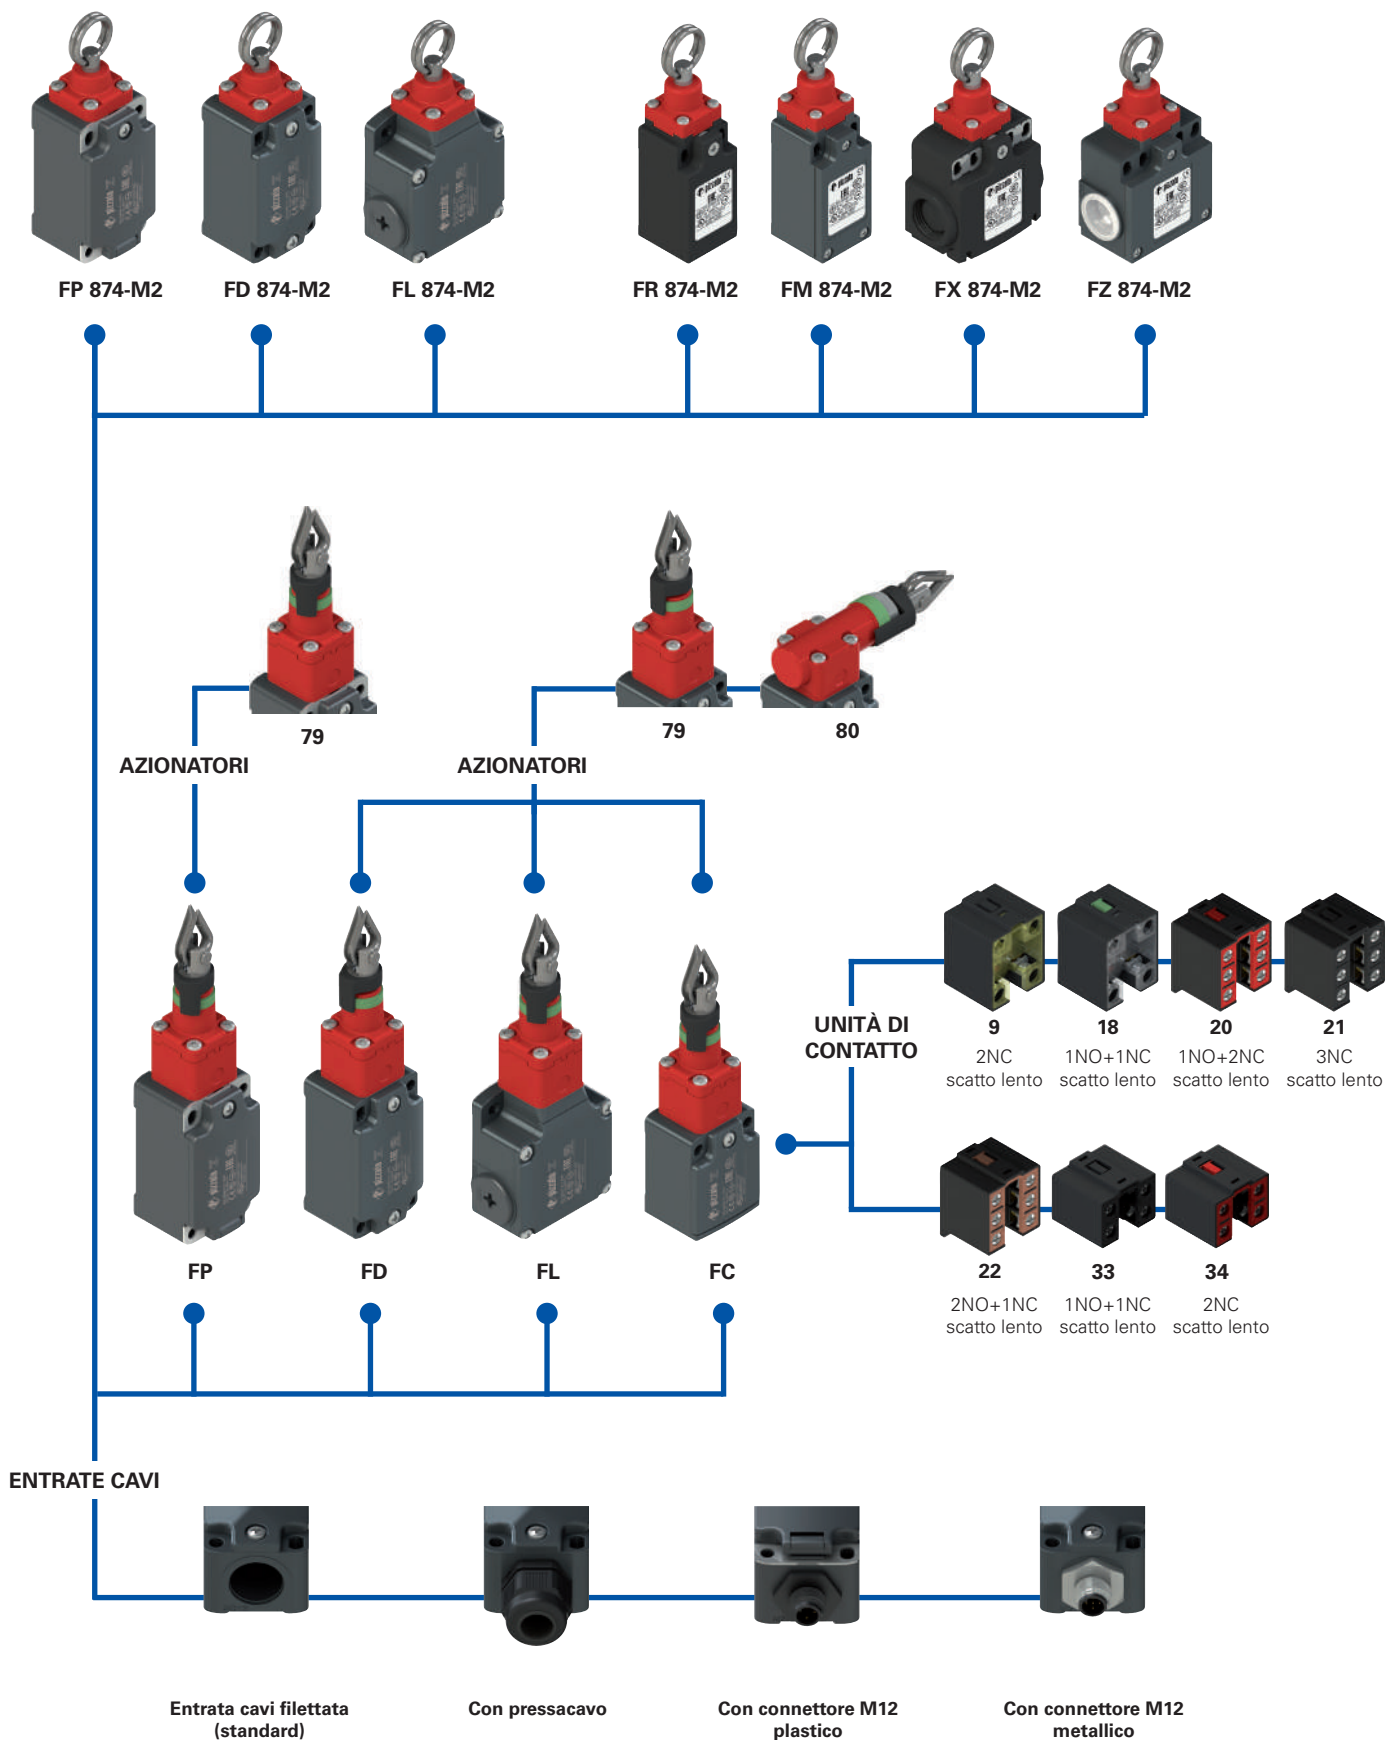 FP 874-M2
FD 874-M2
FL 874-M2
FR 874-M2
FM 874-M2
FX 874-M2
FZ 874-M2
79
79
80
AZIONATORI
AZIONATORI
UNITÀ DI
CONTATTO
9
2NC
scatto lento
18
1NO+1NC
scatto lento
20
1NO+2NC
scatto lento
21
3NC
scatto lento
22
2NO+1NC
scatto lento
33
1NO+1NC
scatto lento
34
2NC
scatto lento
FP
FD
FL
FC
ENTRATE CAVI
Entrata cavi filettata
(standard)
Con pressacavo
Con connettore M12
plastico
Con connettore M12
metallico